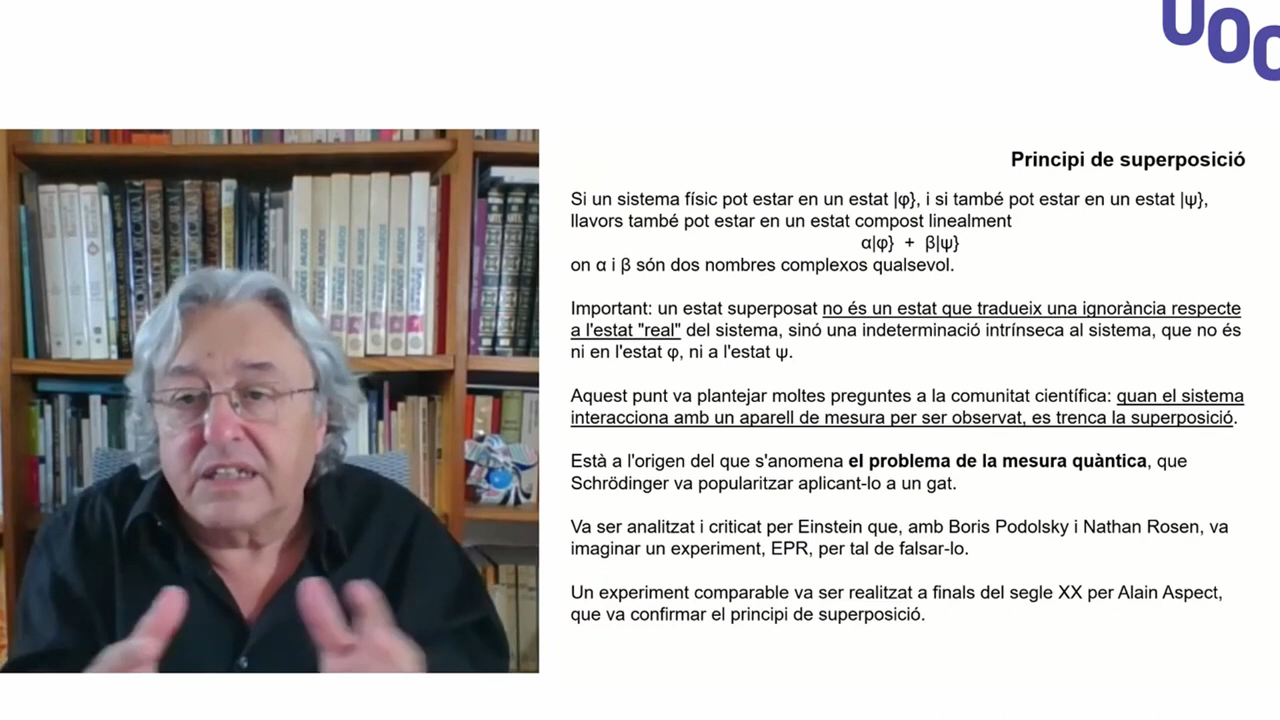 UOC
Principi de superposició
Si un sistema físic pot estar en un estat |φ}, i si també pot estar en un estat |ψ},
llavors també pot estar en un estat compost linealment
α|φ} + β|ψ}
on α i β són dos nombres complexos qualsevol.
Important: un estat superposat no és un estat que tradueix una ignorància respecte
a l'estat "real" del sistema, sinó una indeterminació intrínseca al sistema, que no és
ni en l'estat φ, ni a l'estat ψ.
Aquest punt va plantejar moltes preguntes a la comunitat científica: quan el sistema
interacciona amb un aparell de mesura per ser observat, es trenca la superposició.
Està a l'origen del que s'anomena el problema de la mesura quàntica, que
Schrödinger va popularitzar aplicant-lo a un gat.
Va ser analitzat i criticat per Einstein que, amb Boris Podolsky i Nathan Rosen, va
imaginar un experiment, EPR, per tal de falsar-lo.
Un experiment comparable va ser realitzat a finals del segle XX per Alain Aspect,
que va confirmar el principi de superposició.